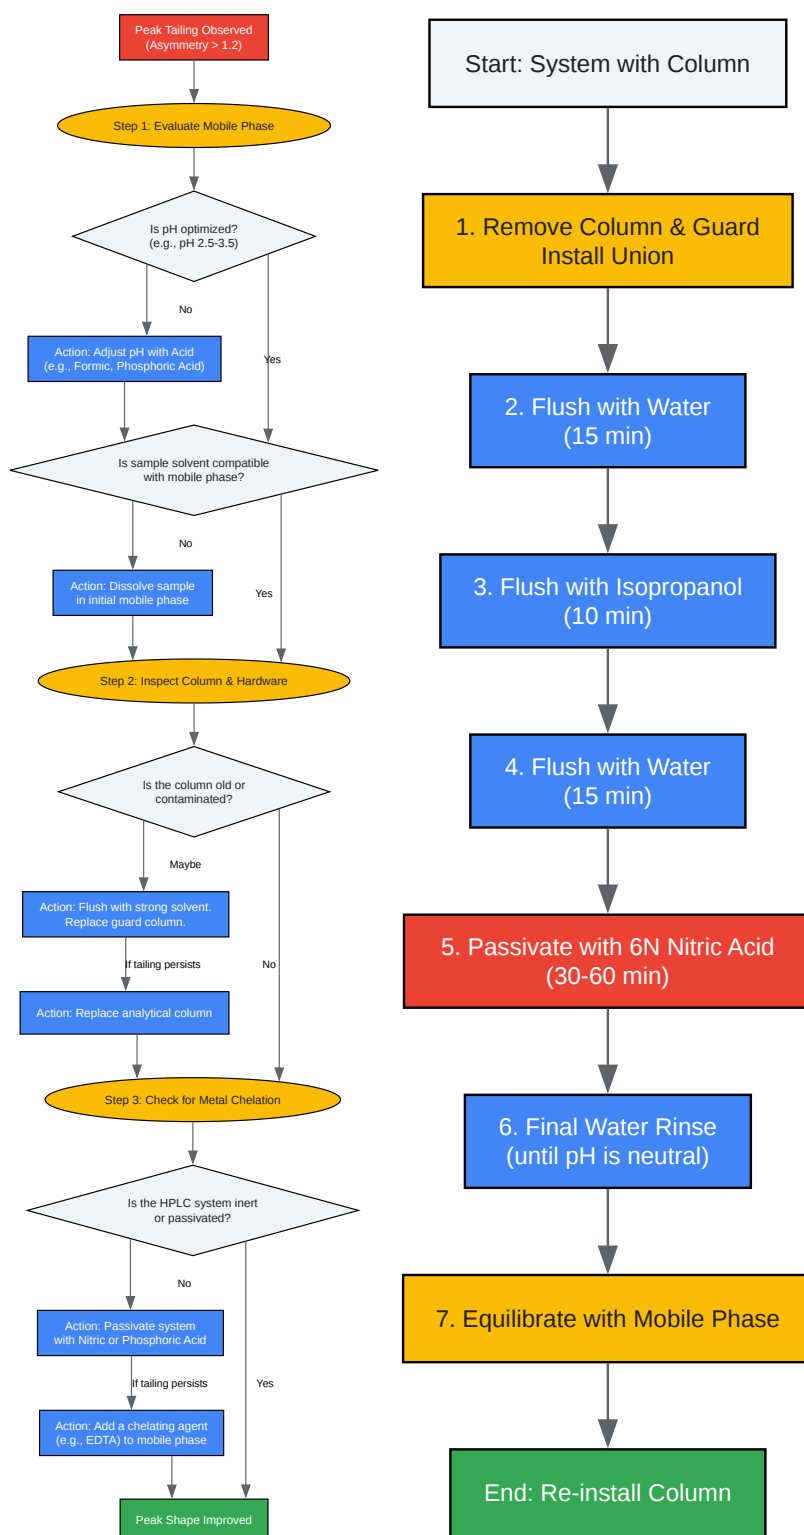 Peak Tailing Observed
(Asymmetry > 1.2)
Step 1: Evaluate Mobile Phase
Is pH optimized?
(e.g., pH 2.5-3.5)
No
Yes
Action: Adjust pH with Acid
(e.g., Formic, Phosphoric Acid)
Is sample solvent compatible
with mobile phase?
No
Yes
Action: Dissolve sample
in initial mobile phase
Step 2: Inspect Column & Hardware
Is the column old or
contaminated?
Maybe
Action: Flush with strong solvent.
Replace guard column.
If tailing persists
No
Action: Replace analytical column
Step 3: Check for Metal Chelation
Is the HPLC system inert
or passivated?
No
Action: Passivate system
with Nitric or Phosphoric Acid
If tailing persists
Yes
Action: Add a chelating agent
(e.g., EDTA) to mobile phase
Peak Shape Improved
Start: System with Column
1. Remove Column & Guard
Install Union
2. Flush with Water
(15 min)
3. Flush with Isopropanol
(10 min)
4. Flush with Water
(15 min)
5. Passivate with 6N Nitric Acid
(30-60 min)
6. Final Water Rinse
(until pH is neutral)
7. Equilibrate with Mobile Phase
End: Re-install Column